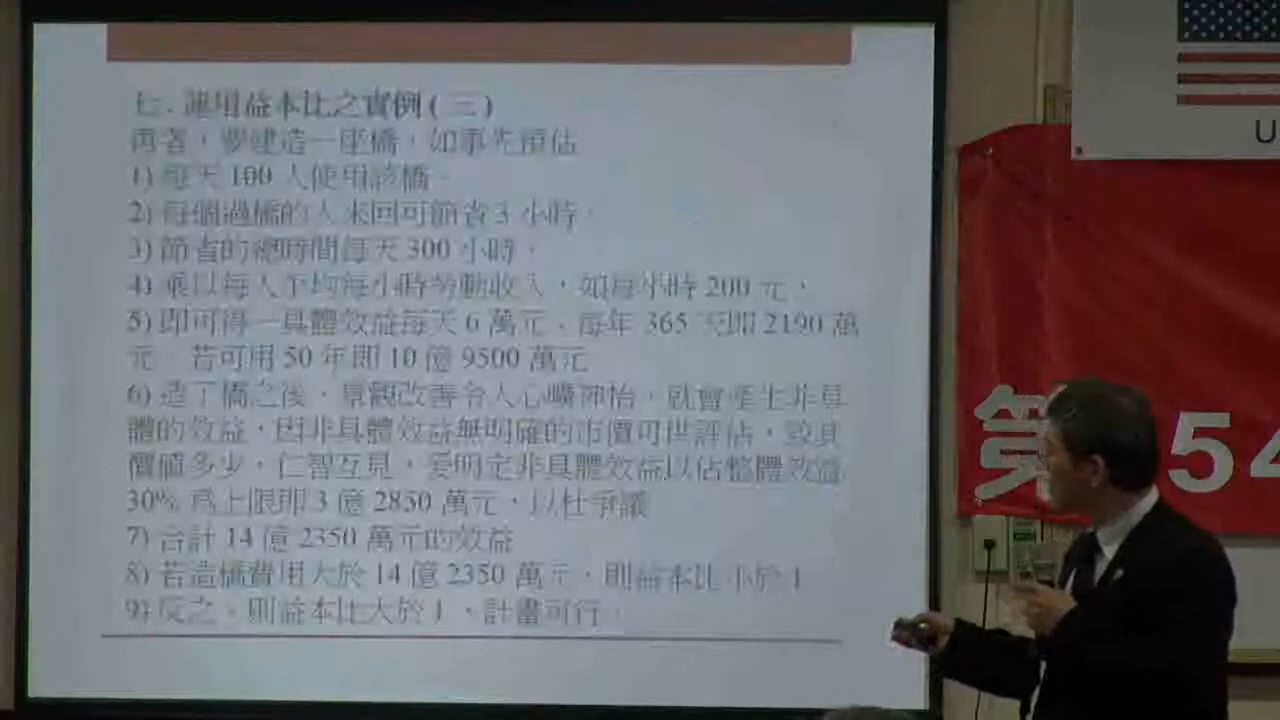 七. 運用益本比之實例 ( 三 )
再者，要建造一座橋，如事先預估
1) 每天 100 人使用該橋。
2) 每個過橋的人來回可節省 3 小時。
3) 節省的總時間每天 300 小時。
4) 乘以每人平均每小時勞動收入，如每小時 200 元，
5) 即可得一具體效益每天 6 萬元。每年 365 天即 2190 萬
元。若可用 50 年即 10 億 9500 萬元
6) 造了橋之後，景觀改善令人心曠神怡，就會產生非具
體的效益，因非具體效益無明確的市價可供評估，致其
價值多少，仁智互見，爰明定非具體效益以佔整體效益
30% 為上限即 3 億 2850 萬元，以杜爭議
7) 合計 14 億 2350 萬元的效益
8) 若造橋費用大於 14 億 2350 萬元，則益本比小於 1
9) 反之，則益本比大於 1，計畫可行。
U
第 54